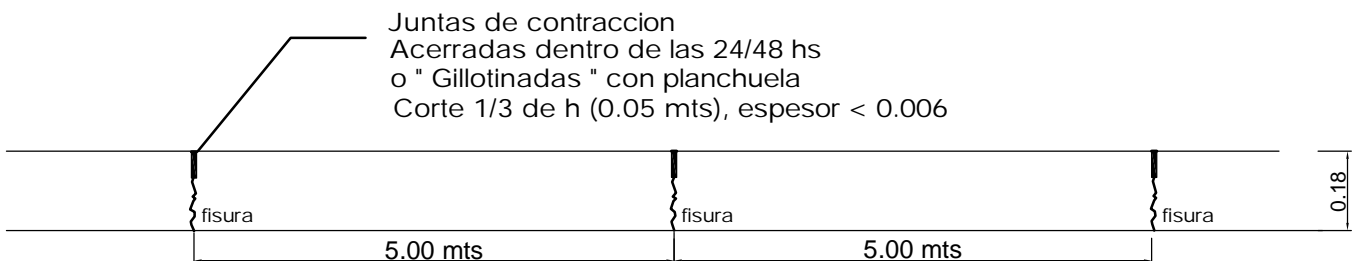 Juntas de contraccion
Acerradas dentro de las 24/48 hs
o " Gillotinadas " con planchuela
Corte 1/3 de h (0.05 mts), espesor < 0.006
0.18
fisura
fisura
fisura
5.00 mts
5.00 mts